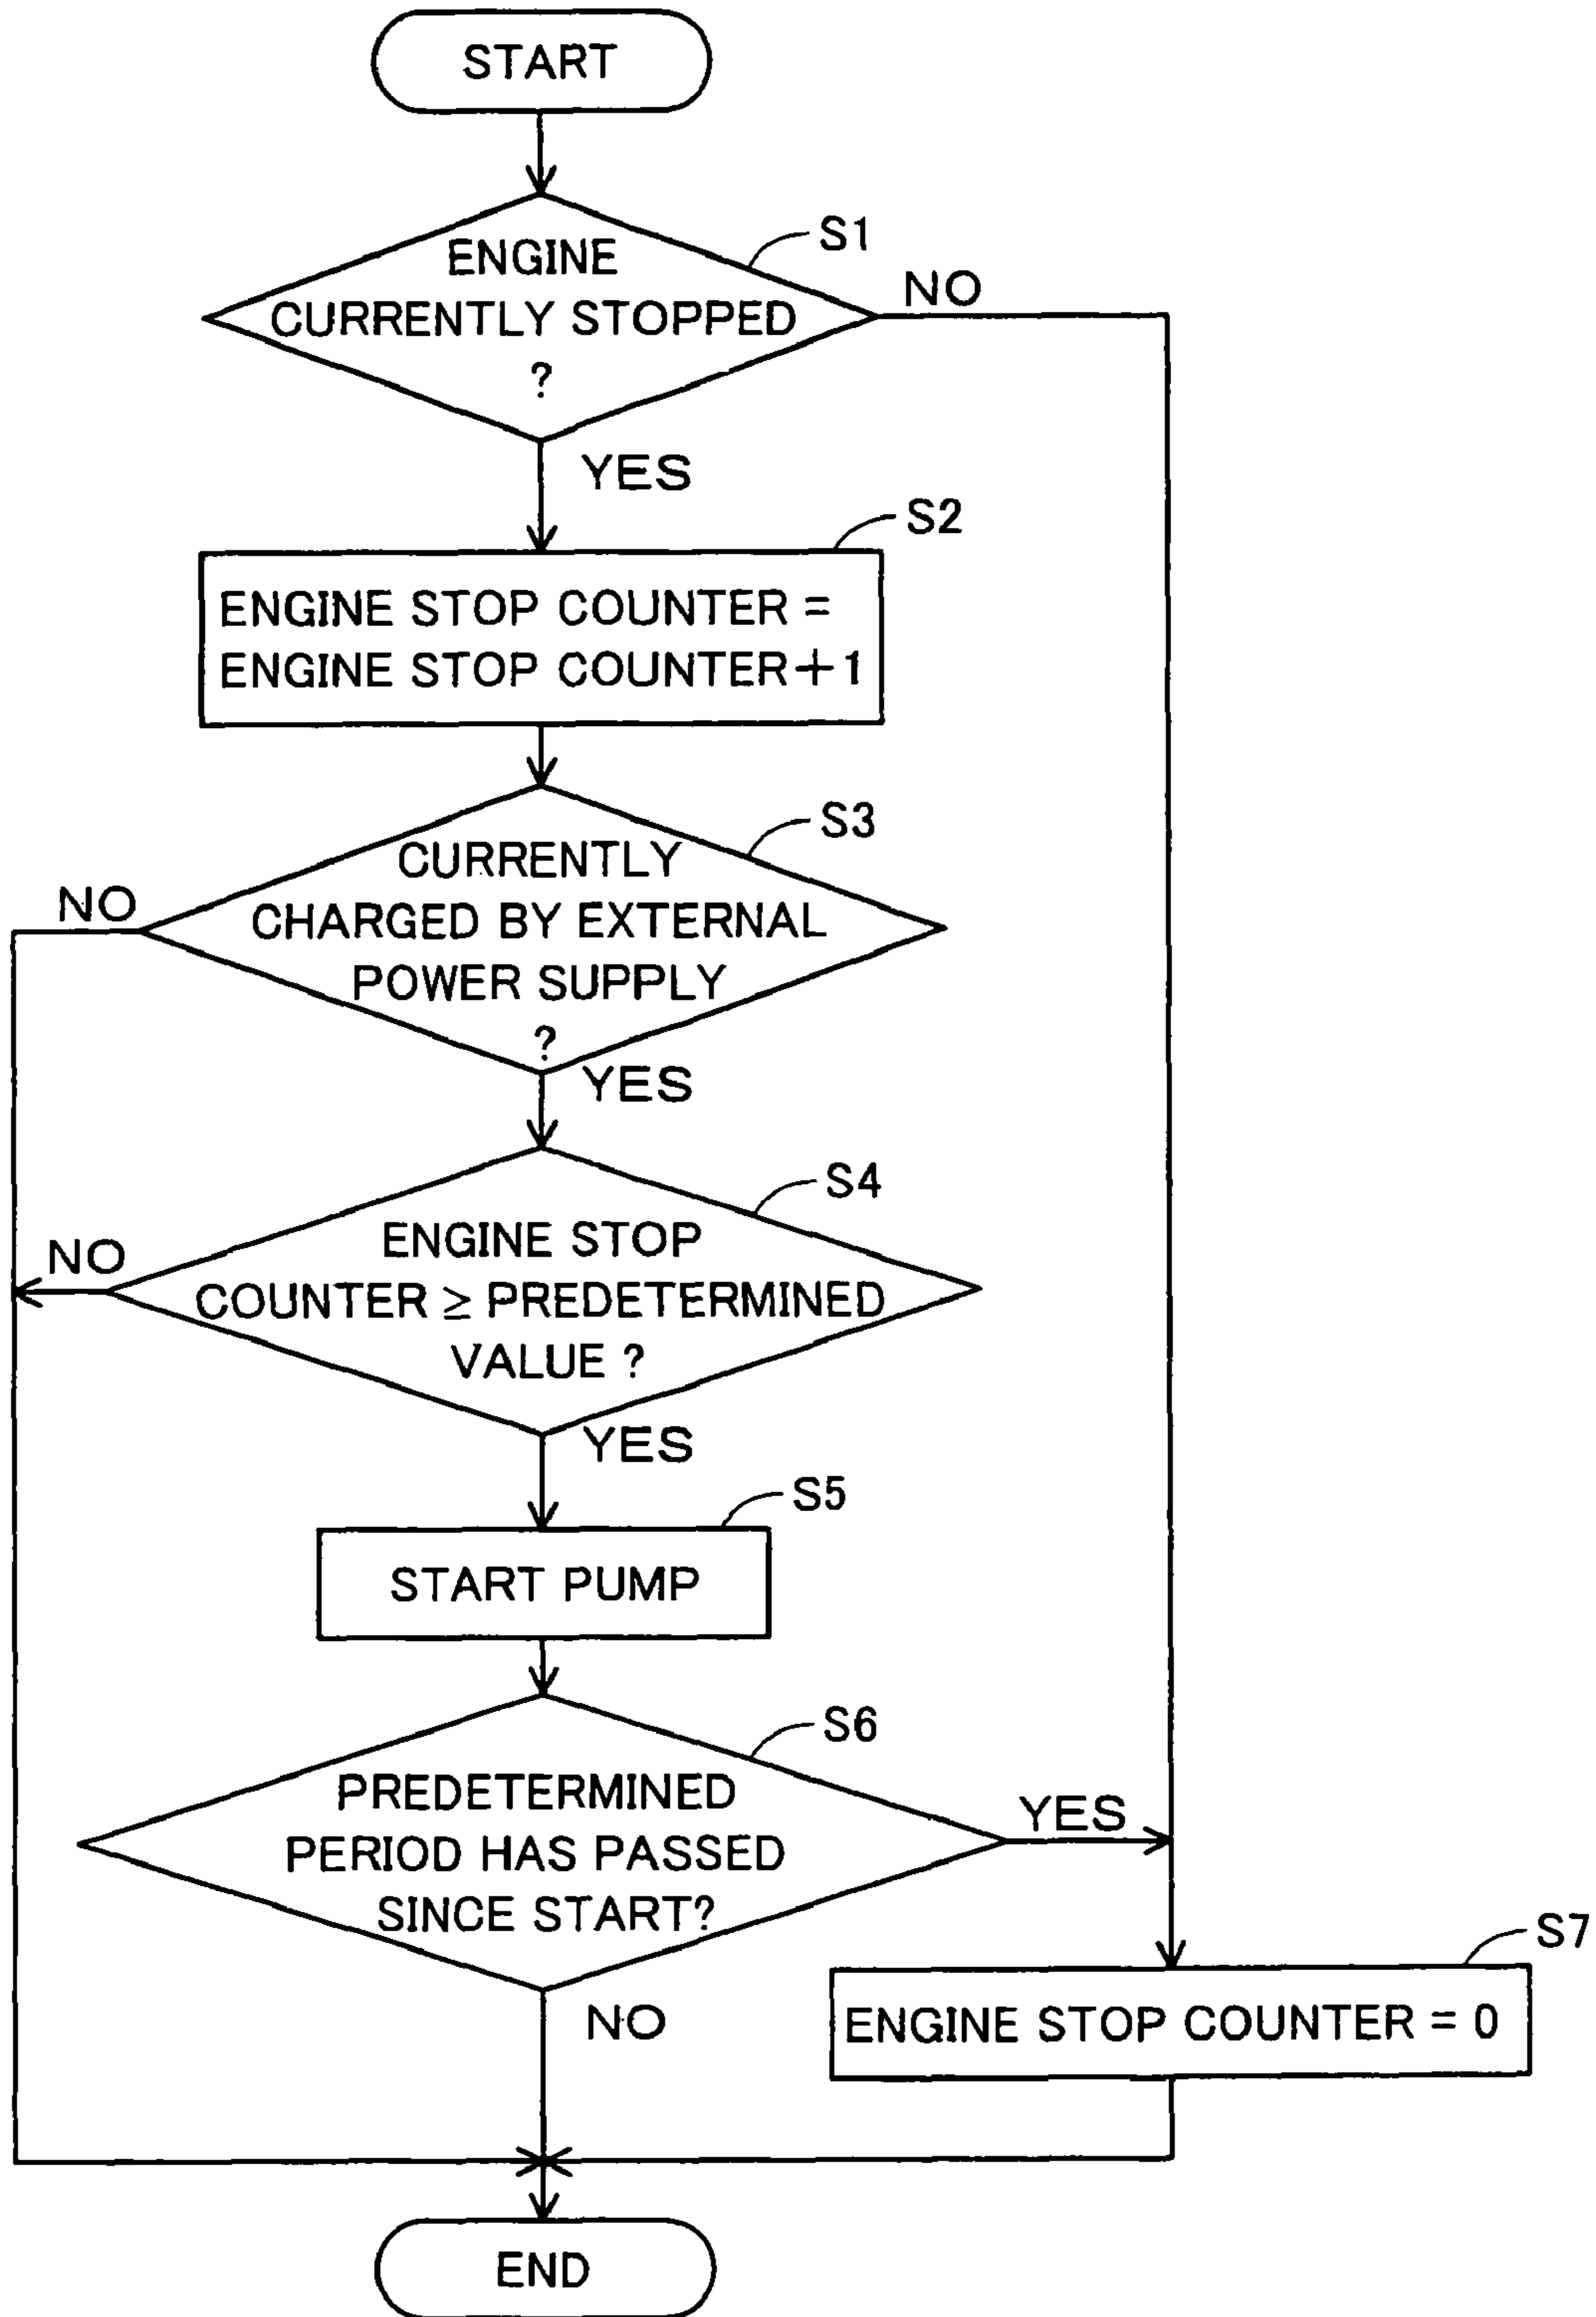 START
S1
ENGINE
CURRENTLY STOPPED
?
NO
YES
S2
ENGINE STOP COUNTER =
ENGINE STOP COUNTER+1
S3
CURRENTLY
CHARGED BY EXTERNAL
POWER SUPPLY
?
NO
YES
S4
ENGINE STOP
COUNTER ≥ PREDETERMINED
VALUE ?
NO
YES
S5
START PUMP
S6
PREDETERMINED
PERIOD HAS PASSED
SINCE START?
YES
NO
S7
ENGINE STOP COUNTER = 0
END